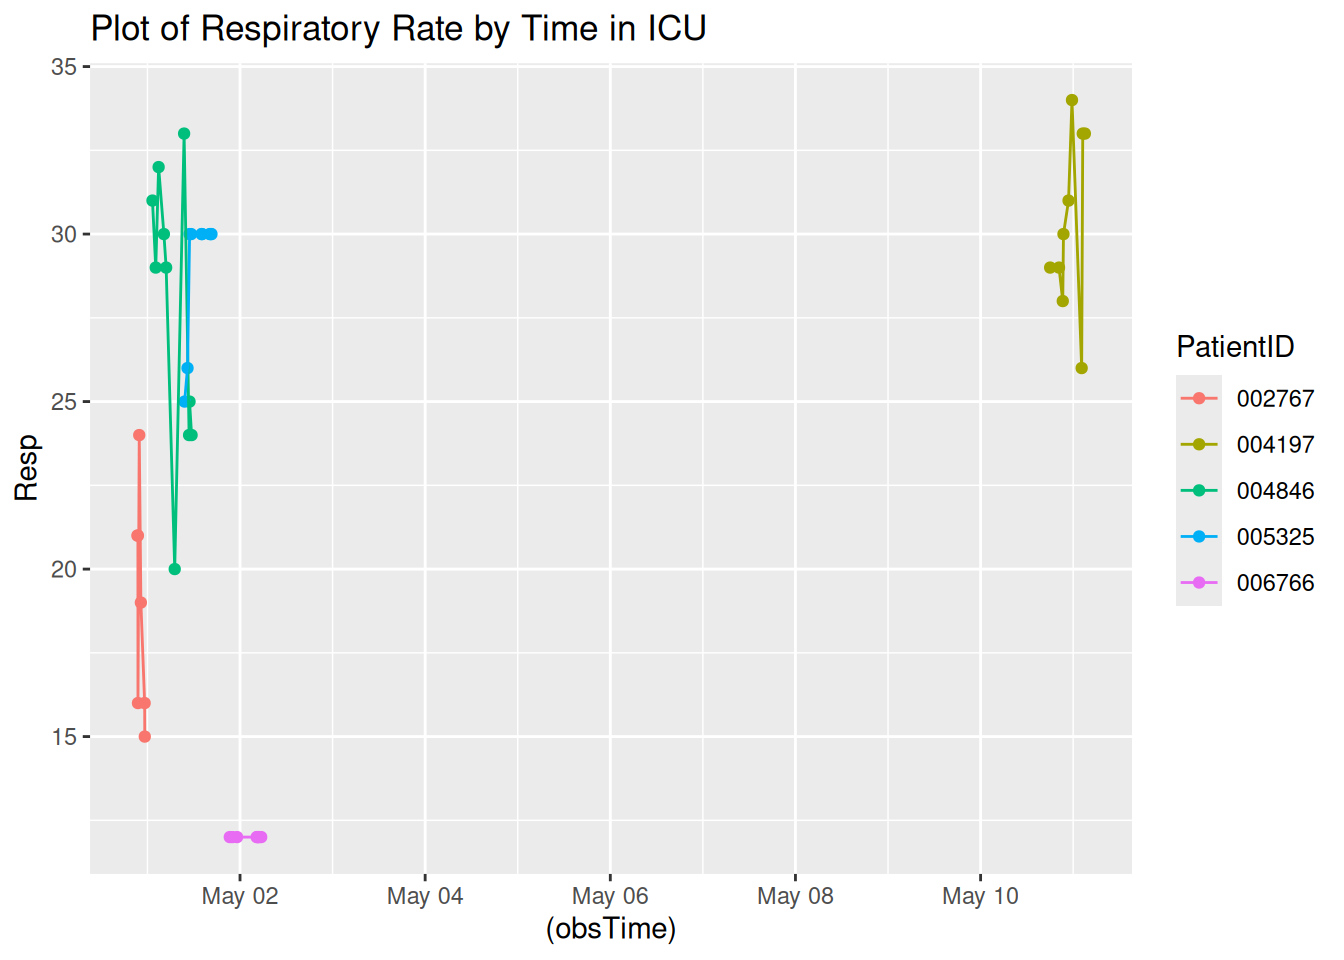 Plot of Respiratory Rate by Time in ICU
35
30
25
20
15
Resp
May 02
May 04
May 06
May 08
May 10
(obsTime)
PatientID
002767
004197
004846
005325
006766